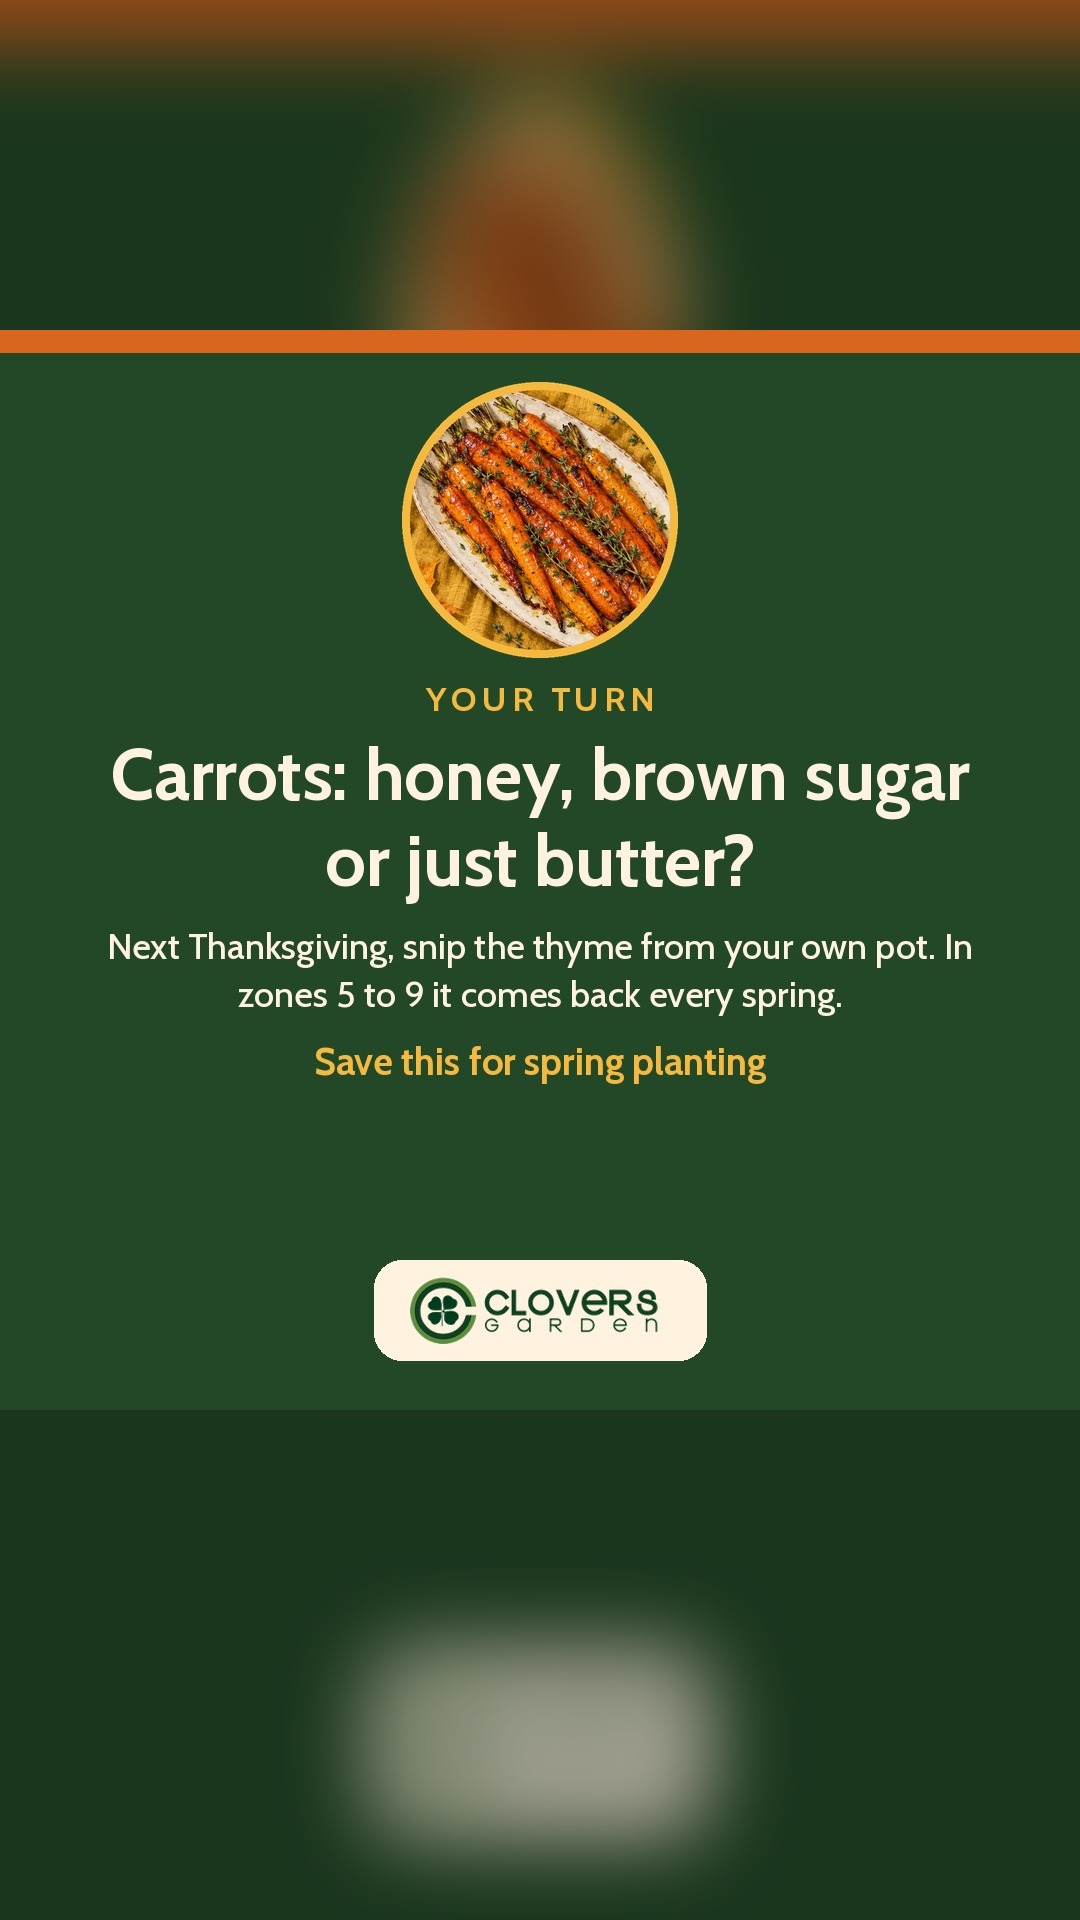 YOUR TURN
Carrots: honey, brown sugar
or just butter?
Next Thanksgiving, snip the thyme from your own pot. In
zones 5 to 9 it comes back every spring.
Save this for spring planting
CLOVERS
GARDEN